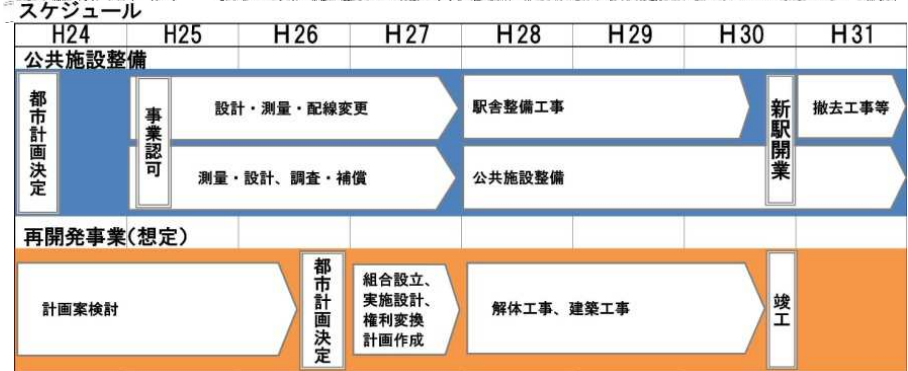 スケジュール
H24 H25 H26 H27 H28 H29 H30 H31
公共施設整備
都市計画決定
事業認可
設計・測量・配線変更
駅舎整備工事
新駅開業
撤去工事等
測量・設計、調査・補償
公共施設整備
再開発事業(想定)
計画案検討
都市計画決定
組合設立、
実施設計、
権利変換
計画作成
解体工事、建築工事
竣工